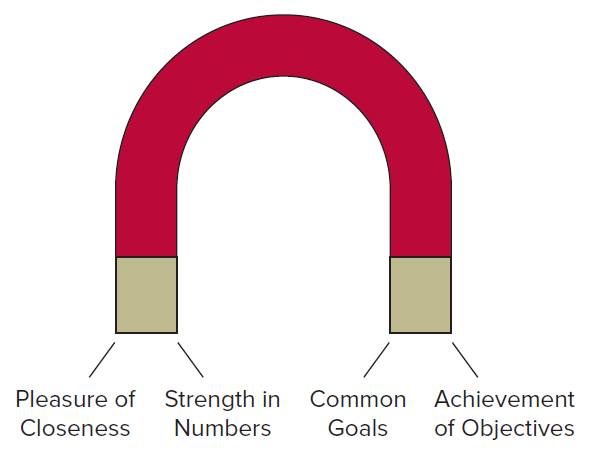 Pleasure of
Closeness
Strength in
Numbers
Common
Goals
Achievement
of Objectives